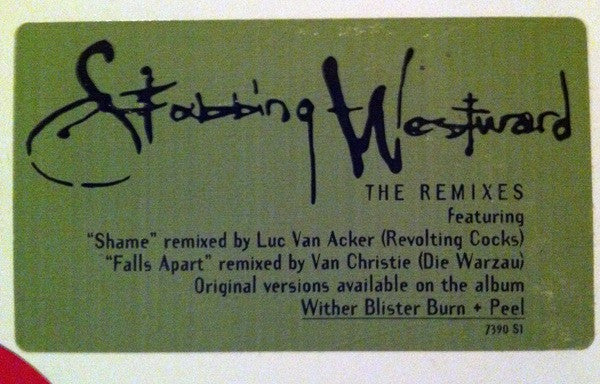 Stabbing Westward
THE REMIXES
featuring
"Shame" remixed by Luc Van Acker (Revolting Cocks)
"Falls Apart" remixed by Van Christie (Die Warzau)
Original versions available on the album
Wither Blister Burn + Peel
7390 S1